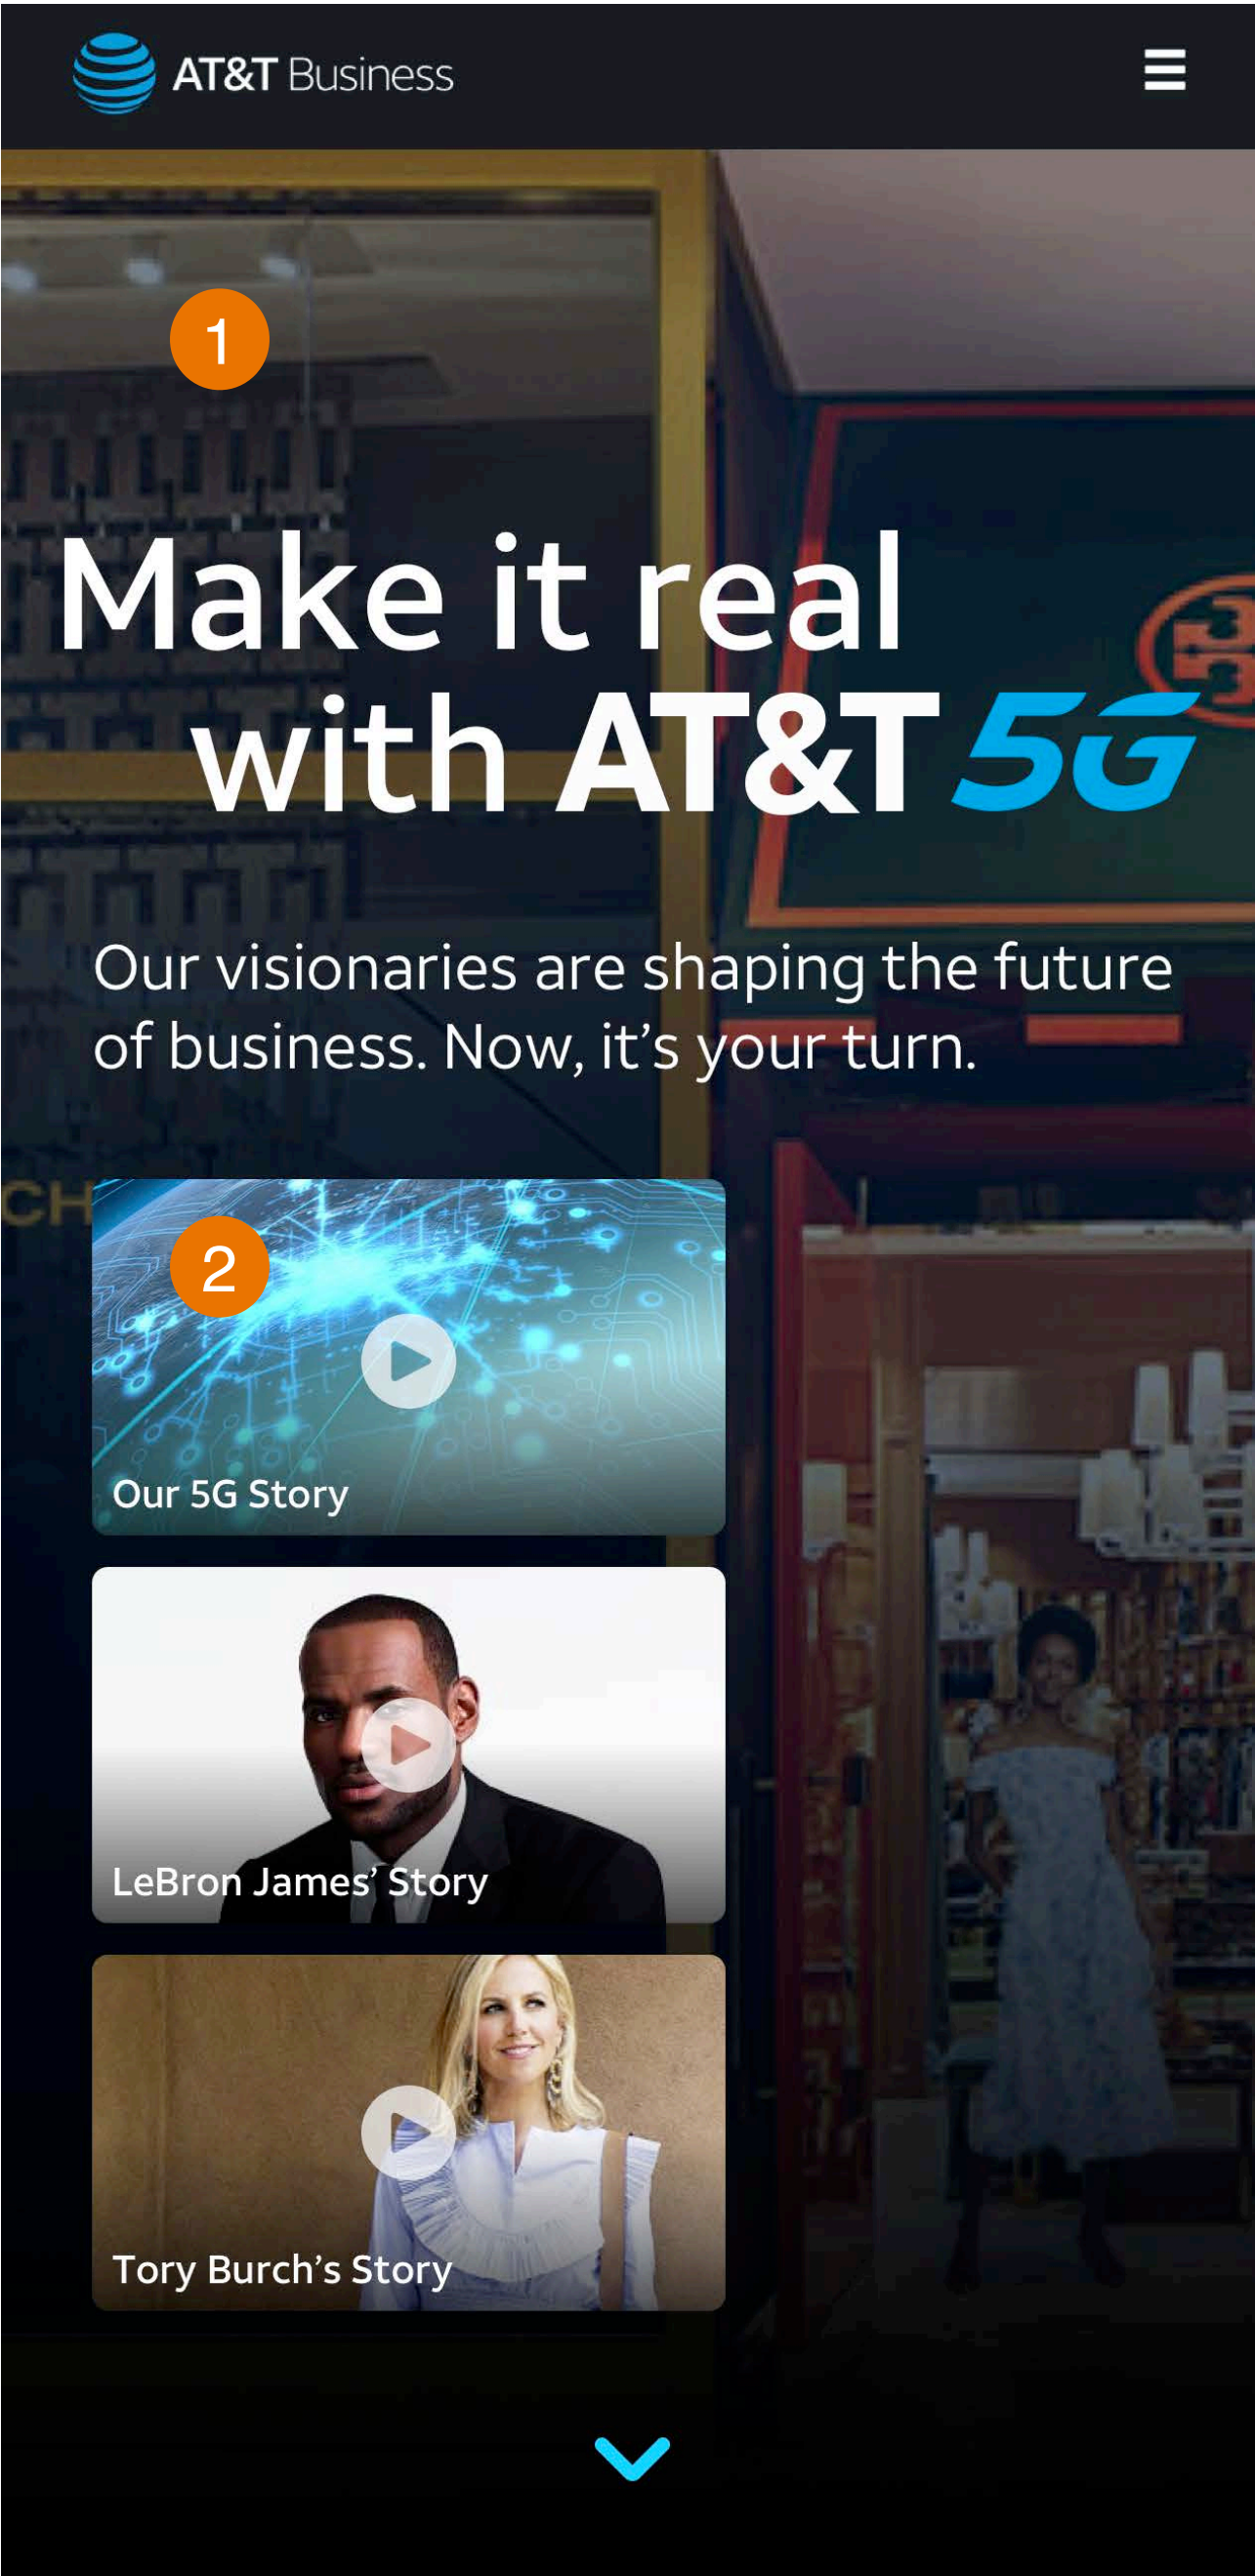 AT&T Business
1
Make it real
with AT&T 5G
Our visionaries are shaping the future
of business. Now, it’s your turn.
CH
2
Our 5G Story
LeBron James’ Story
Tory Burch’s Story